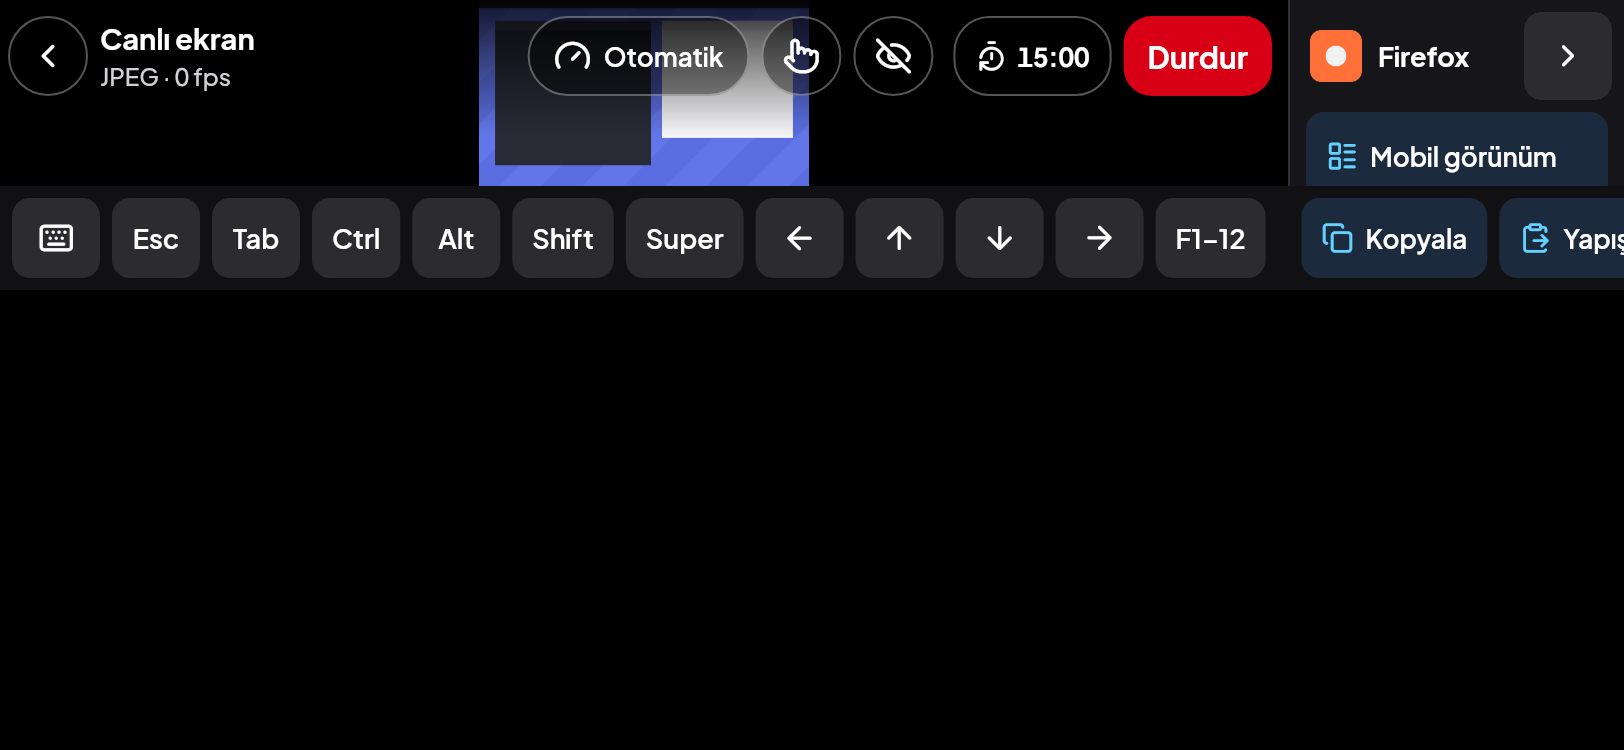 Canlı ekran
JPEG · 0 fps
Otomatik
15:00
Durdur
Firefox
Mobil görünüm
Esc
Tab
Ctrl
Alt
Shift
Super
F1–12
Kopyala
Yapış